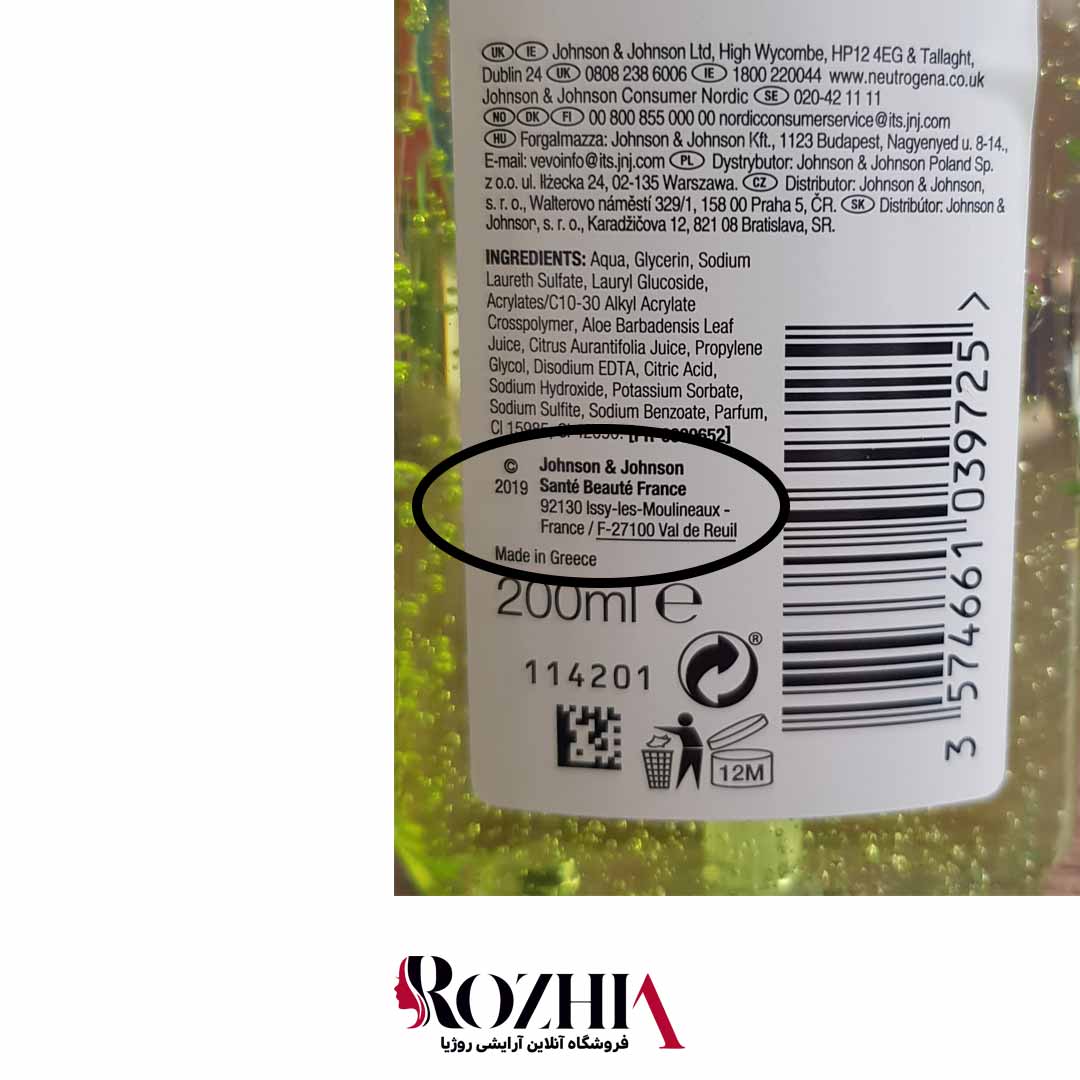 UK IE Johnson & Johnson Ltd, High Wycombe, HP12 4EG & Tallaght,
Dublin 24 UK 0808 238 6006 IE 1800 220044 www.neutrogena.co.uk
Johnson & Johnson Consumer Nordic SE 020-42 11 11
NO DK FI 00 800 855 000 00 nordicconsumerservice@its.jnj.com
HU Forgalmazza: Johnson & Johnson Kft., 1123 Budapest, Nagyenyed u. 8-14.,
E-mail: vevoinfo@its.jnj.com PL Dystrybutor: Johnson & Johnson Poland Sp.
z o.o. ul. Iłżecka 24, 02-135 Warszawa. CZ Distributor: Johnson & Johnson,
s. r. o., Walterovo náměstí 329/1, 158 00 Praha 5, ČR. SK Distribútor: Johnson &
Johnson, s. r. o., Karadžičova 12, 821 08 Bratislava, SR.
INGREDIENTS: Aqua, Glycerin, Sodium
Laureth Sulfate, Lauryl Glucoside,
Acrylates/C10-30 Alkyl Acrylate
Crosspolymer, Aloe Barbadensis Leaf
Juice, Citrus Aurantifolia Juice, Propylene
Glycol, Disodium EDTA, Citric Acid,
Sodium Hydroxide, Potassium Sorbate,
Sodium Sulfite, Sodium Benzoate, Parfum,
CI
© Johnson & Johnson
2019 Santé Beauté France
92130 Issy-les-Moulineaux -
France / F-27100 Val de Reuil
Made in Greece
200ml e
114201
®
12M
3 574661 039725 >
ROZHIA
فروشگاه آنلاین آرایشی روژیا